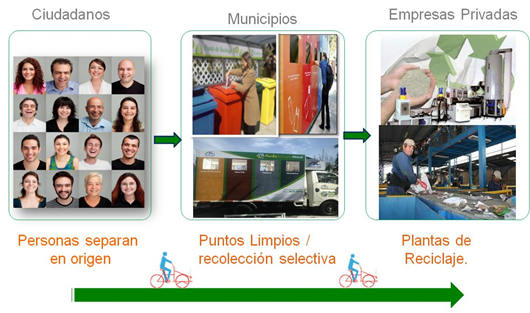 Ciudadanos
Municipios
Empresas Privadas
Personas separan
en origen
Puntos Limpios /
recolección selectiva
Plantas de
Reciclaje.